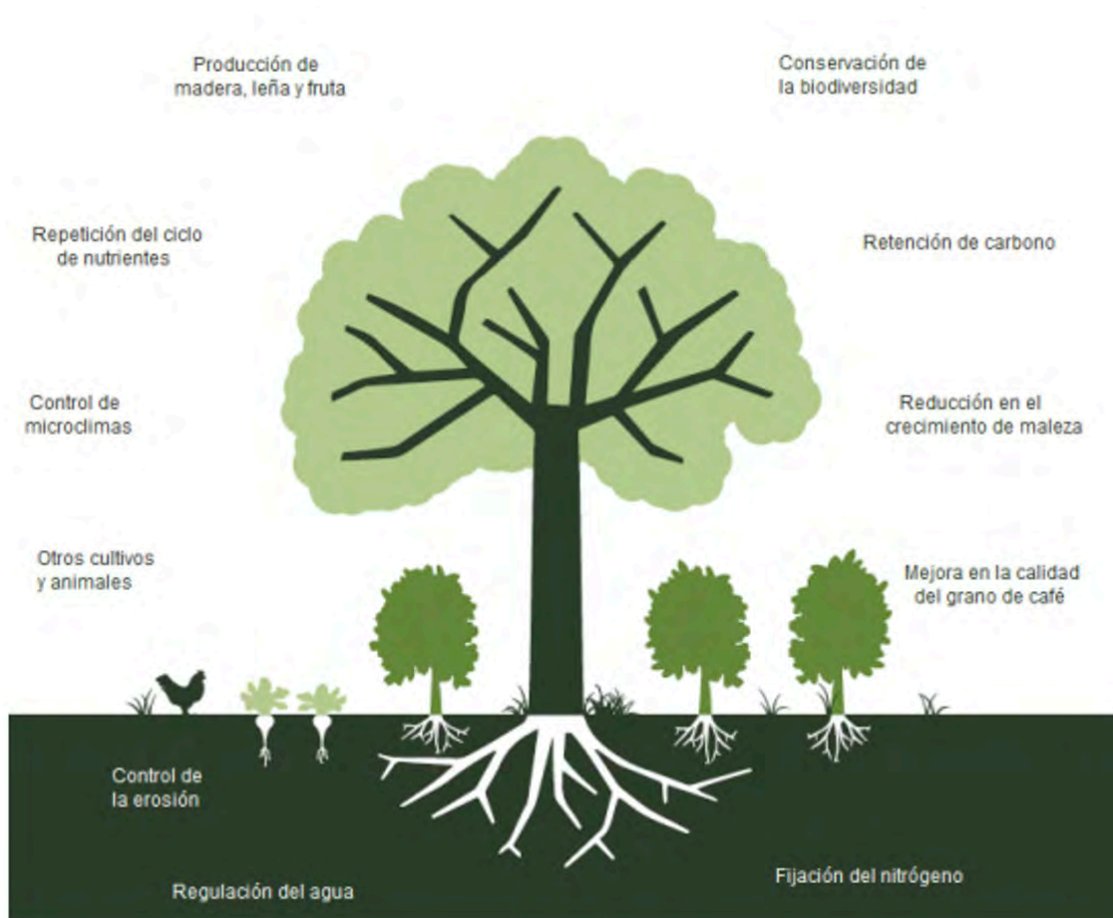 Producción de
madera, leña y fruta
Conservación de
la biodiversidad
Repetición del ciclo
de nutrientes
Retención de carbono
Control de
microclimas
Reducción en el
crecimiento de maleza
Otros cultivos
y animales
Mejora en la calidad
del grano de café
Control de
la erosión
Regulación del agua
Fijación del nitrógeno